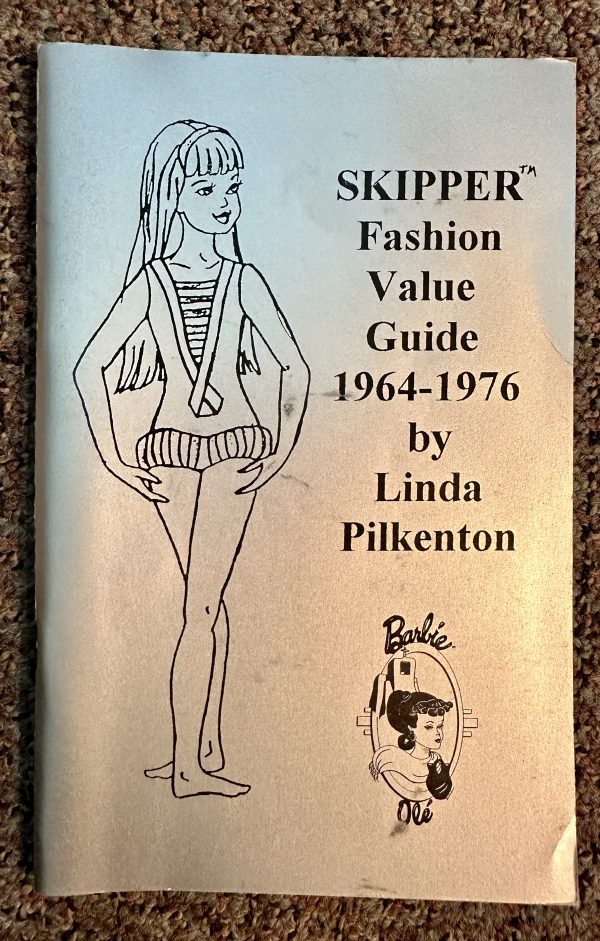 SKIPPER™
Fashion
Value
Guide
1964-1976
by
Linda
Pilkenton
Barbie
Olé